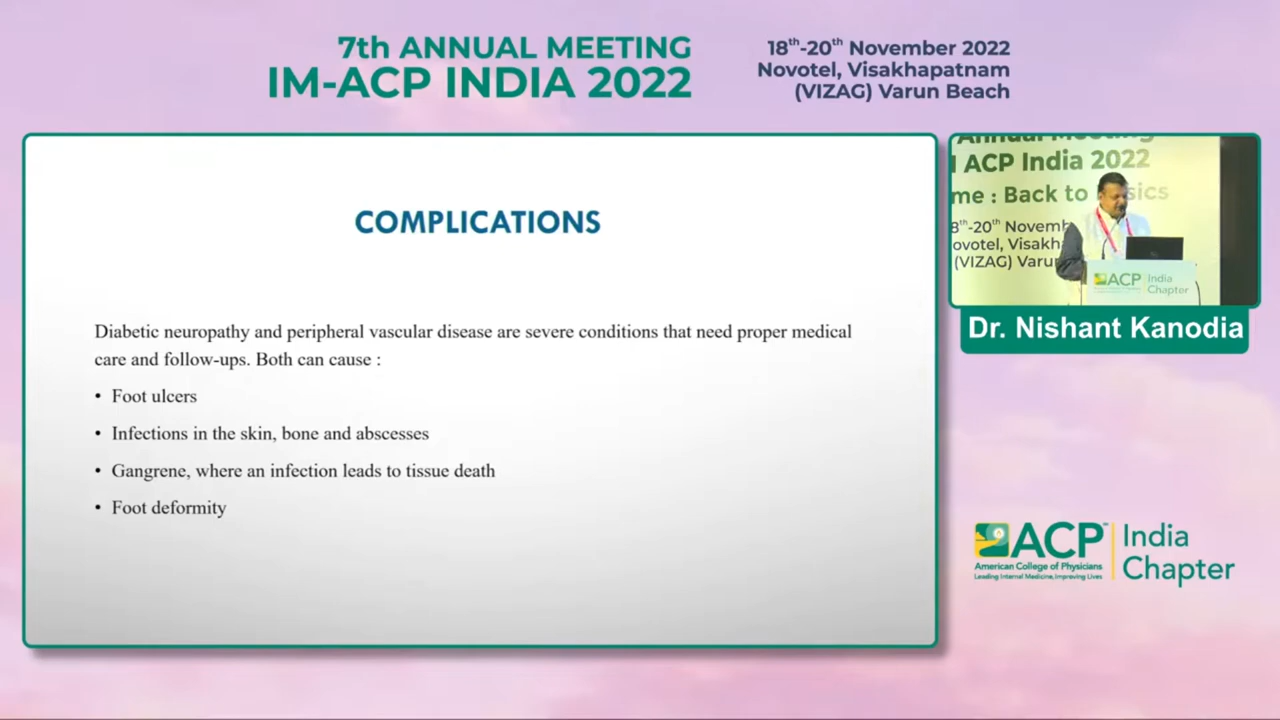 7th ANNUAL MEETING
IM-ACP INDIA 2022
18th-20th November 2022
Novotel, Visakhapatnam
(VIZAG) Varun Beach
COMPLICATIONS
Diabetic neuropathy and peripheral vascular disease are severe conditions that need proper medical
care and follow-ups. Both can cause :
• Foot ulcers
• Infections in the skin, bone and abscesses
• Gangrene, where an infection leads to tissue death
• Foot deformity
Annual Meeting
ACP India 2022
me : Back to sics
8th-20th Novemb
ovotel, Visakh
(VIZAG) Varu
ACP India
Chapter
Dr. Nishant Kanodia
ACP India
Chapter
American College of Physicians
Leading Internal Medicine, Improving Lives